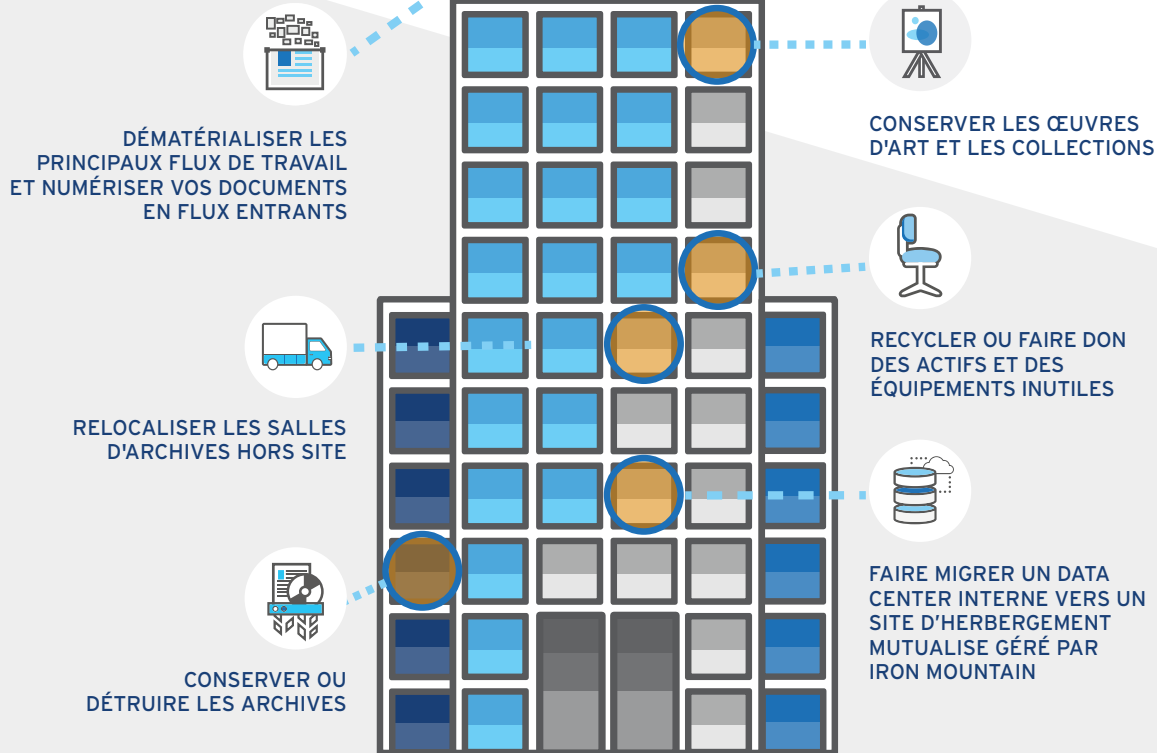 DÉMATÉRIALISER LES
PRINCIPAUX FLUX DE TRAVAIL
ET NUMÉRISER VOS DOCUMENTS
EN FLUX ENTRANTS
CONSERVER LES ŒUVRES
D'ART ET LES COLLECTIONS
RECYCLER OU FAIRE DON
DES ACTIFS ET DES
ÉQUIPEMENTS INUTILES
RELOCALISER LES SALLES
D'ARCHIVES HORS SITE
FAIRE MIGRER UN DATA
CENTER INTERNE VERS UN
SITE D’HERBERGEMENT
MUTUALISE GÉRÉ PAR
IRON MOUNTAIN
CONSERVER OU
DÉTRUIRE LES ARCHIVES